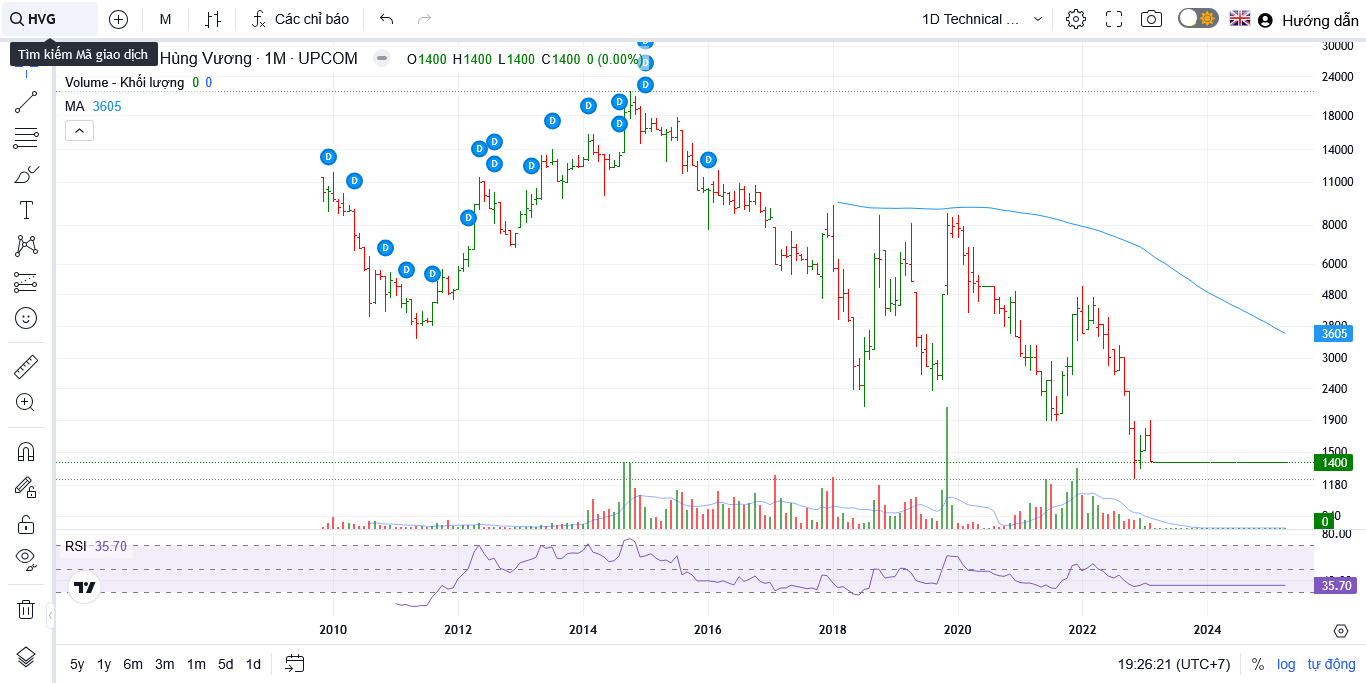 HVG M Các chỉ báo 1D Technical ... Hướng dẫn
Tìm kiếm Mã giao dịch Hùng Vương · 1M · UPCOM O1400 H1400 L1400 C1400 0 (0.00%)
Volume - Khối lượng 0 0
MA 3605
D D D D D D D D D D D D D D D D D D
30000
24000
18000
14000
11000
8000
6000
4800
3605
3000
2400
1900
1500
1400
1180
0
80.00
RSI 35.70
35.70
2010 2012 2014 2016 2018 2020 2022 2024
5y 1y 6m 3m 1m 5d 1d 19:26:21 (UTC+7) % log tự động